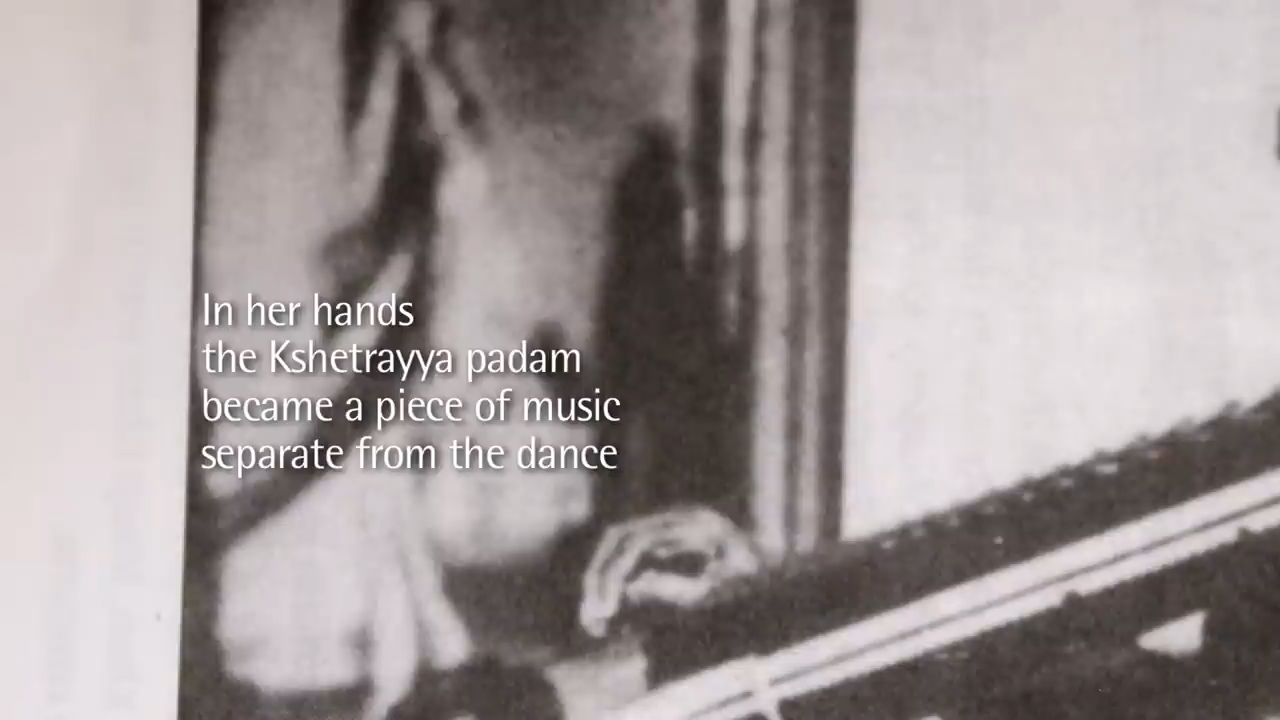 In her hands
the Kshetrayya padam
became a piece of music
separate from the dance